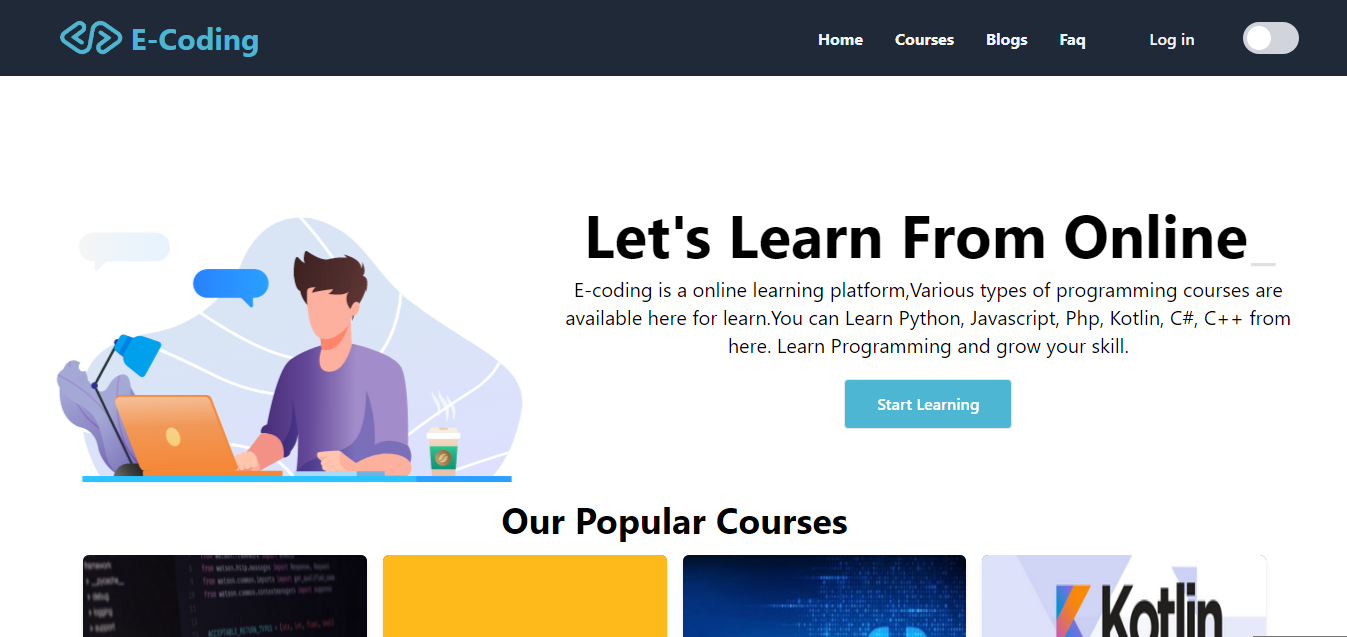 E-Coding
Home Courses Blogs Faq Log in
Let's Learn From Online_
E-coding is a online learning platform,Various types of programming courses are
available here for learn.You can Learn Python, Javascript, Php, Kotlin, C#, C++ from
here. Learn Programming and grow your skill.
Start Learning
Our Popular Courses
Kotlin